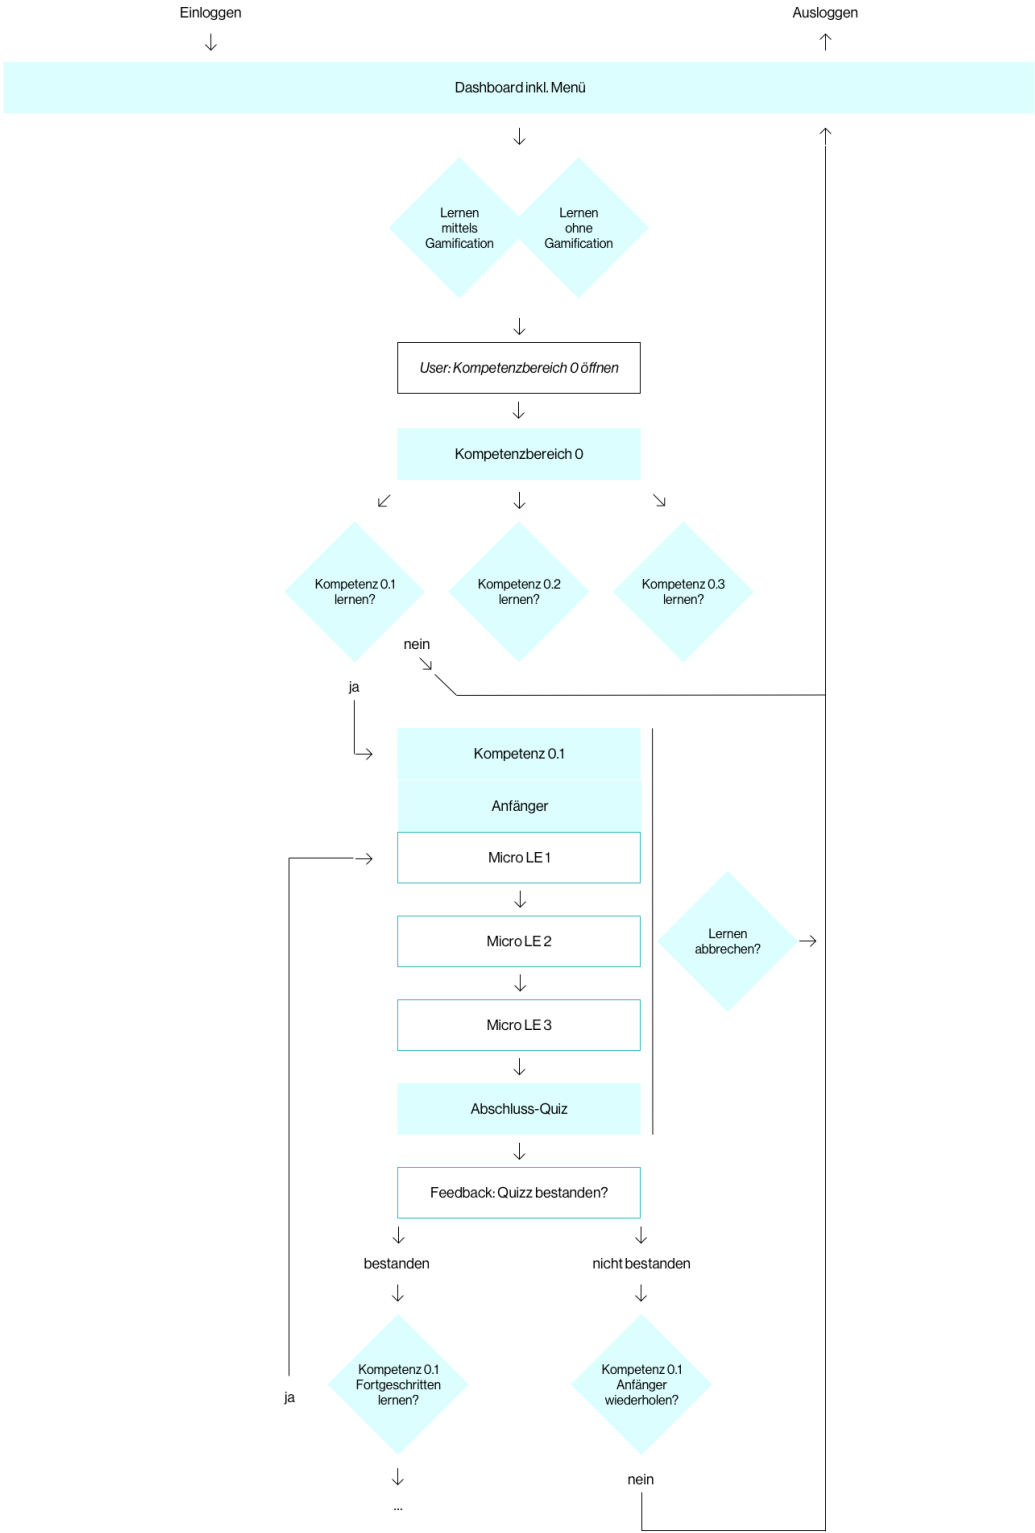 Einloggen
Ausloggen
Dashboard inkl. Menü
Lernen
mittels
Gamification
Lernen
ohne
Gamification
User: Kompetenzbereich 0 öffnen
Kompetenzbereich 0
Kompetenz 0.1
lernen?
Kompetenz 0.2
lernen?
Kompetenz 0.3
lernen?
nein
ja
Kompetenz 0.1
Anfänger
Micro LE 1
Micro LE 2
Lernen
abbrechen?
Micro LE 3
Abschluss-Quiz
Feedback: Quizz bestanden?
bestanden
nicht bestanden
Kompetenz 0.1
Fortgeschritten
lernen?
Kompetenz 0.1
Anfänger
wiederholen?
ja
nein
...